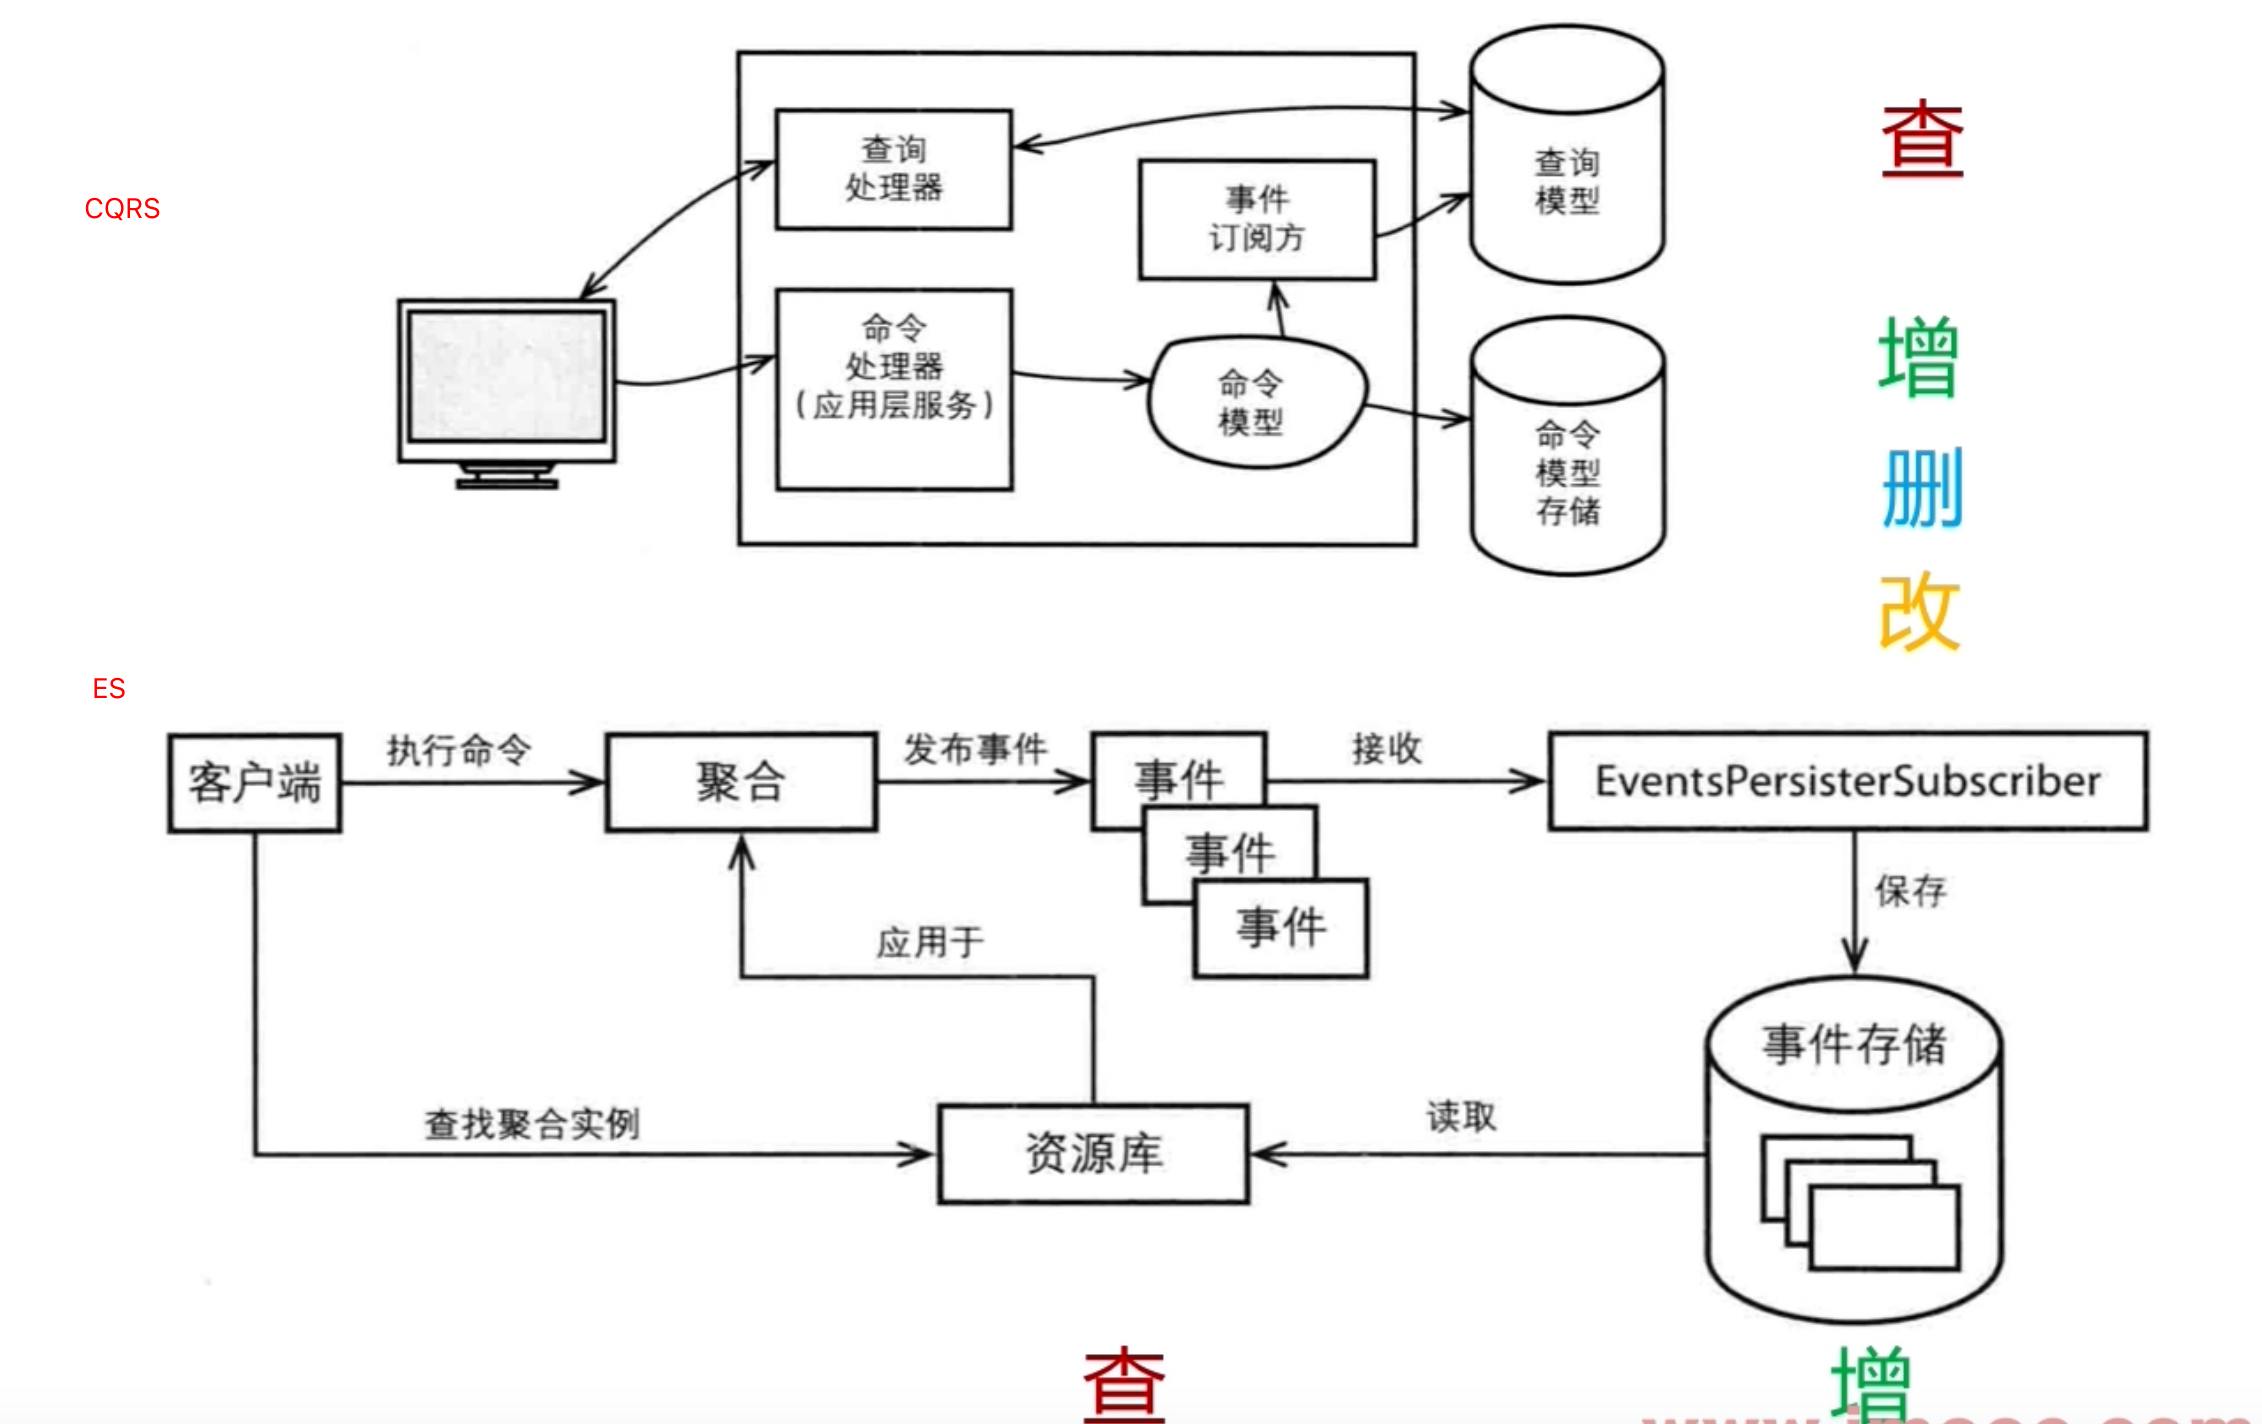 查询
处理器
查询
模型
查
事件
订阅方
CQRS
命令
处理器
(应用层服务)
命令
模型
命令
模型
存储
增
删
改
ES
客户端
执行命令
聚合
发布事件
事件
事件
事件
接收
EventsPersisterSubscriber
保存
应用于
事件存储
查找聚合实例
资源库
读取
查
增